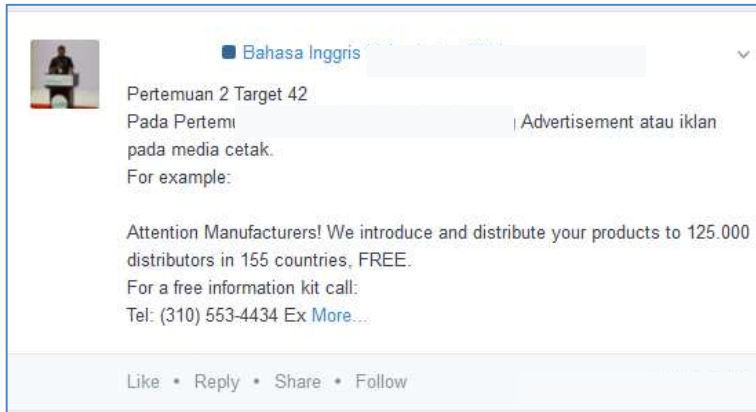 Bahasa Inggris
Pertemuan 2 Target 42
Pada Advertisement atau iklan
pada media cetak.
For example:
Attention Manufacturers! We introduce and distribute your products to 125.000
distributors in 155 countries, FREE.
For a free information kit call:
Tel: (310) 553-4434 Ex More...
Like • Reply • Share • Follow